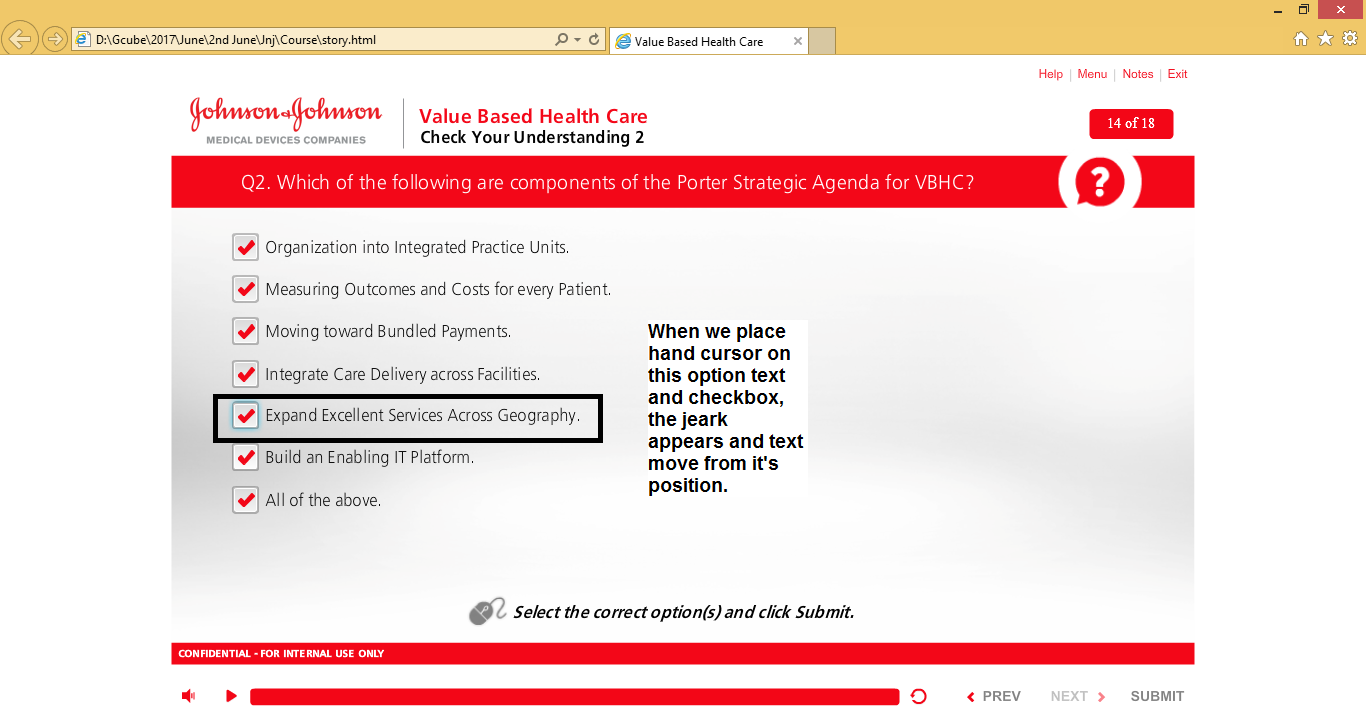 D:\Gcube\2017\June\2nd June\Jnj\Course\story.html
Value Based Health Care
Help | Menu | Notes | Exit
Johnson & Johnson
MEDICAL DEVICES COMPANIES
Value Based Health Care
Check Your Understanding 2
14 of 18
Q2. Which of the following are components of the Porter Strategic Agenda for VBHC?
?
Organization into Integrated Practice Units.
Measuring Outcomes and Costs for every Patient.
Moving toward Bundled Payments.
Integrate Care Delivery across Facilities.
Expand Excellent Services Across Geography.
Build an Enabling IT Platform.
All of the above.
When we place
hand cursor on
this option text
and checkbox,
the jeark
appears and text
move from it's
position.
Select the correct option(s) and click Submit.
CONFIDENTIAL - FOR INTERNAL USE ONLY
PREV NEXT SUBMIT